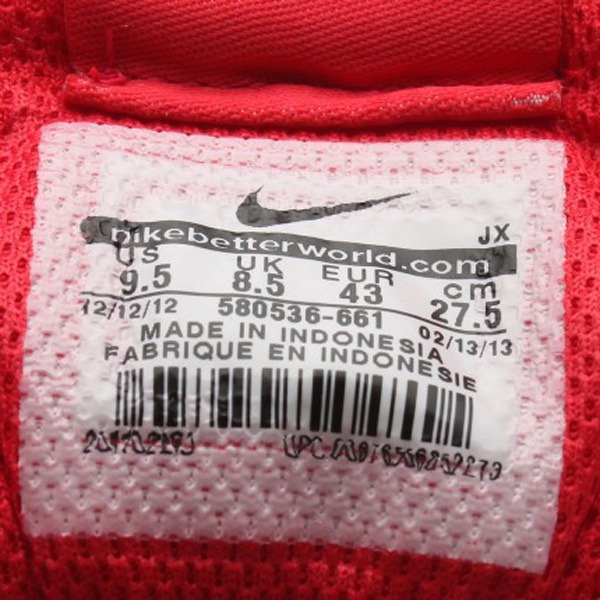 JX
nikebetterworld.com
US UK EUR cm
9.5 8.5 43 27.5
12/12/12 580536-661 02/13/13
MADE IN INDONESIA
FABRIQUE EN INDONESIE
UPC